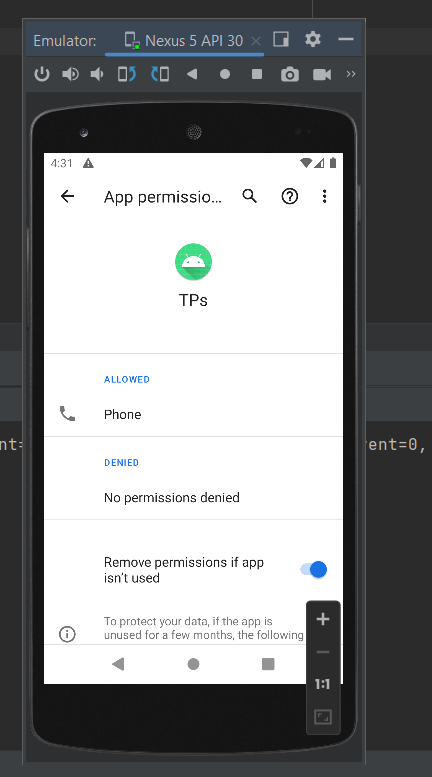 Emulator: Nexus 5 API 30
4:31
App permissio...
TPs
ALLOWED
Phone
DENIED
No permissions denied
Remove permissions if app
isn't used
To protect your data, if the app is
unused for a few months, the following
1:1
nt=
rent=0,